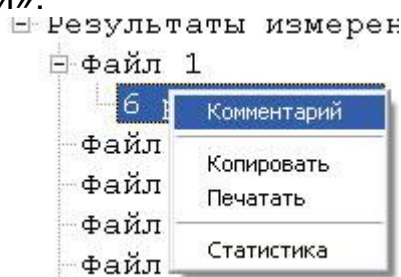 Результаты измерен
Файл 1
6
Комментарий
Файл
Копировать
Файл
Печатать
Файл
Статистика
Файл